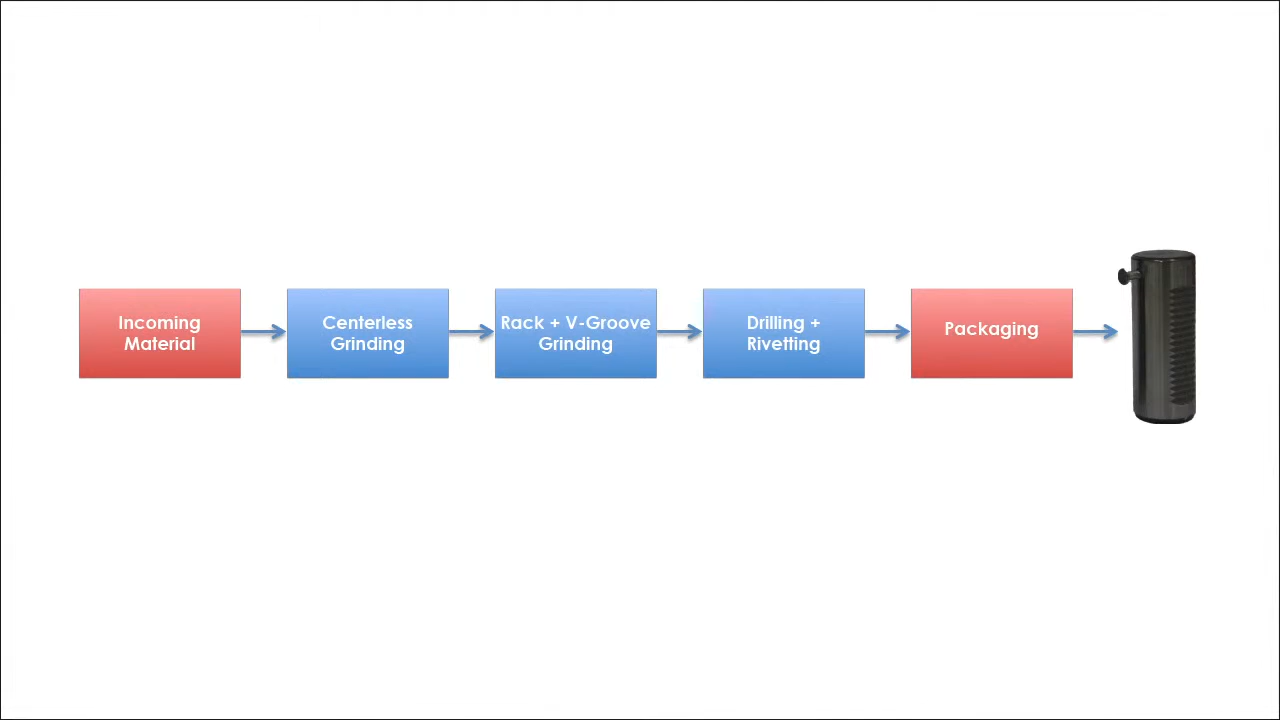 Incoming
Material
Centerless
Grinding
Rack + V-Groove
Grinding
Drilling +
Rivetting
Packaging